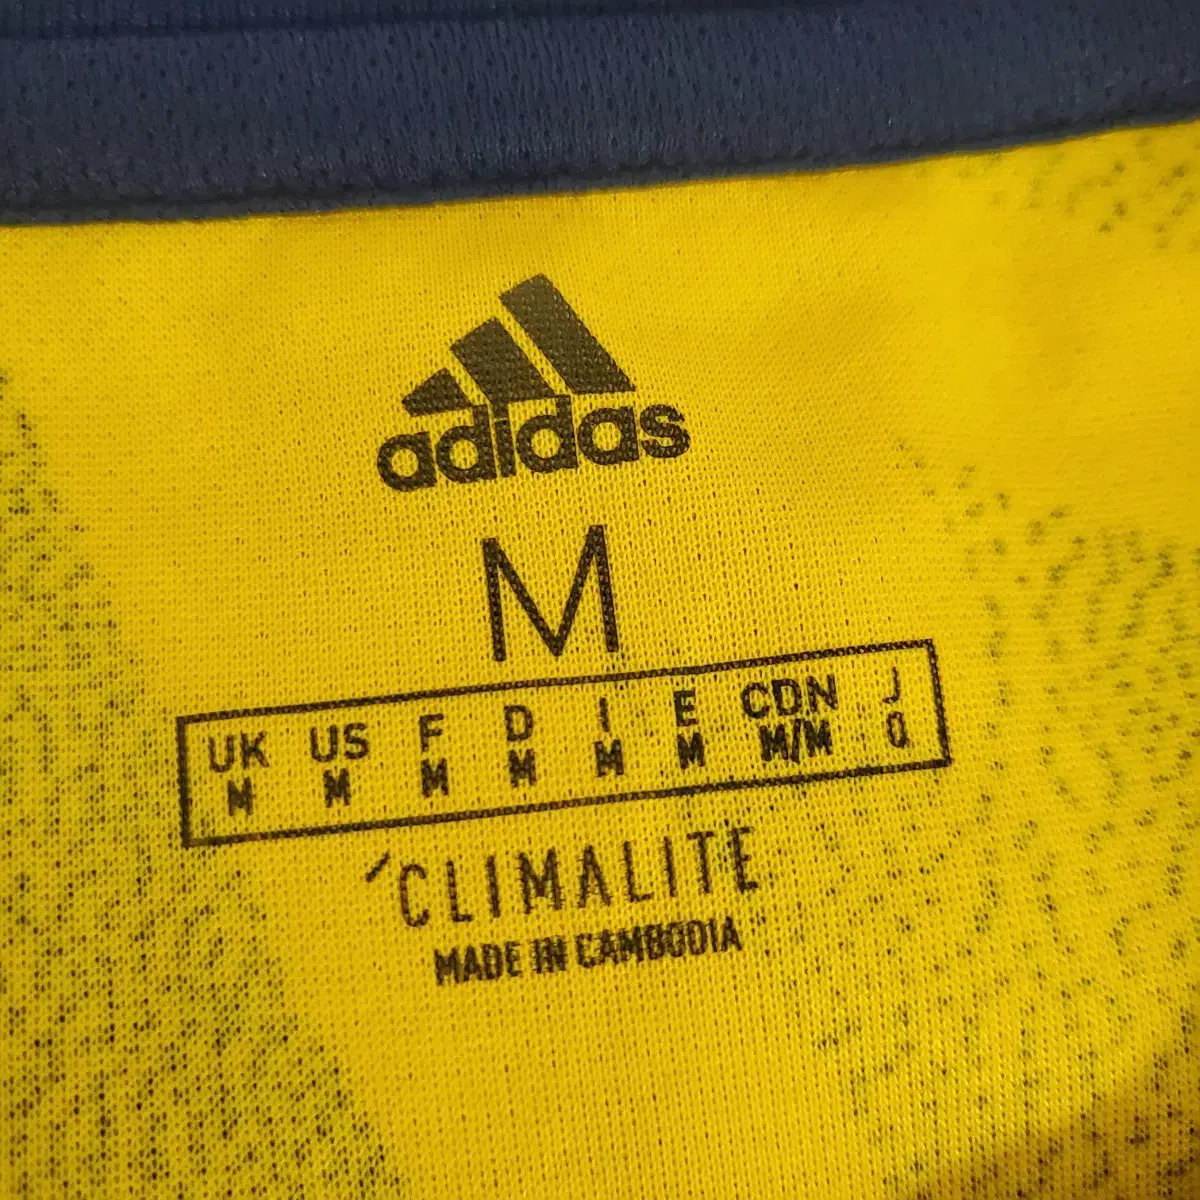 adidas
M
UK US F D I E CDN J
M M M M M M M/M O
CLIMALITE
MADE IN CAMBODIA